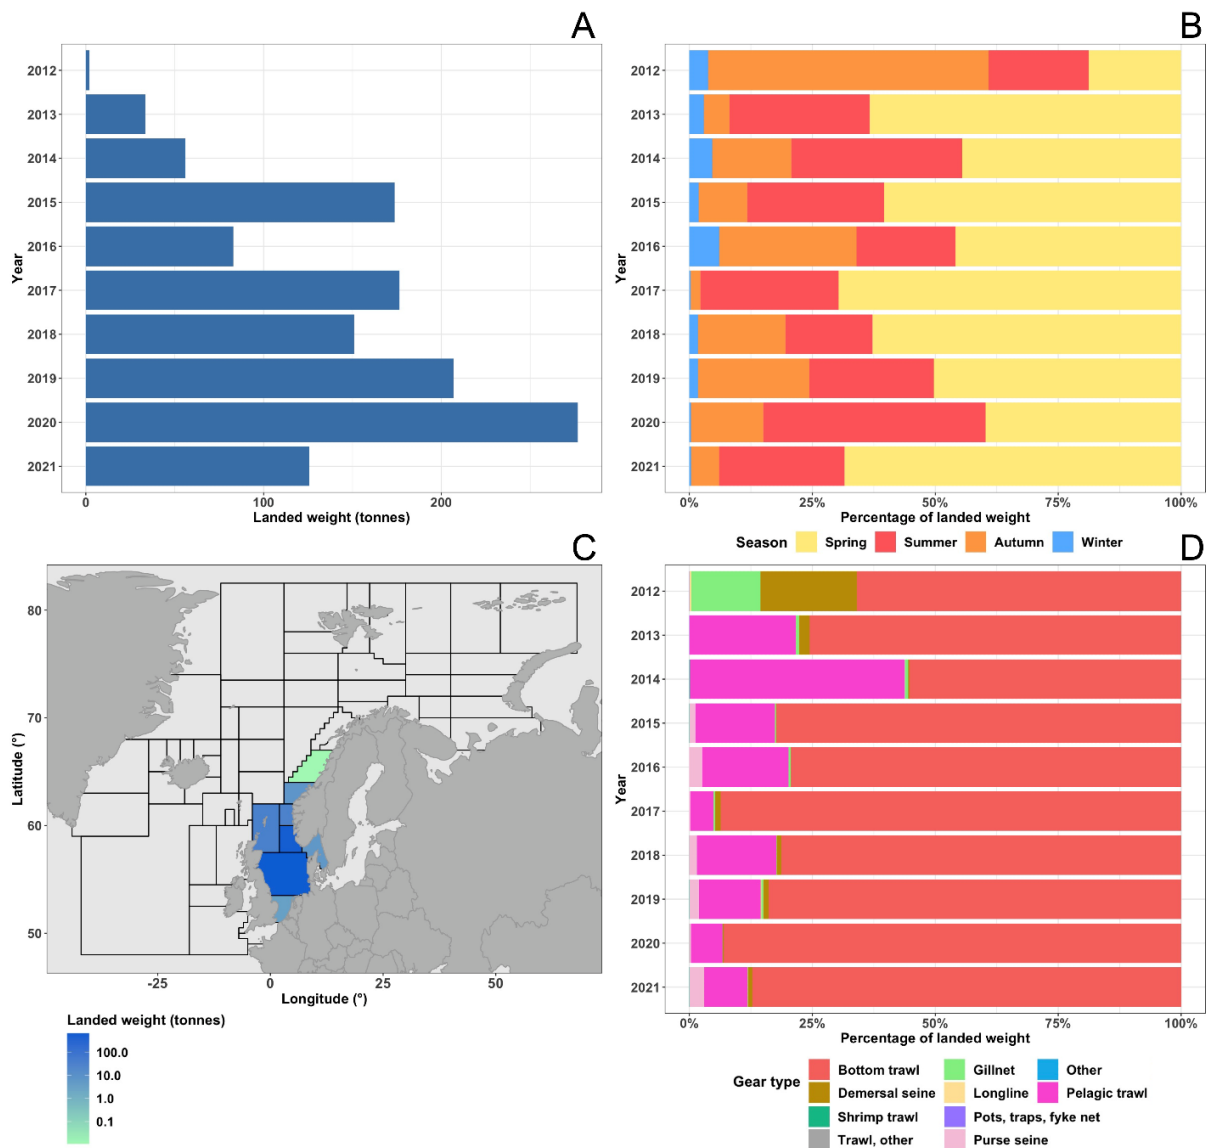 A
2012
2013
2014
2015
2016
2017
2018
2019
2020
2021
Year
0
100
200
Landed weight (tonnes)
B
2012
2013
2014
2015
2016
2017
2018
2019
2020
2021
Year
0%
25%
50%
75%
100%
Percentage of landed weight
Season
Spring
Summer
Autumn
Winter
C
80
70
60
50
Latitude (°)
-25
0
25
50
Longitude (°)
Landed weight (tonnes)
100.0
10.0
1.0
0.1
D
2012
2013
2014
2015
2016
2017
2018
2019
2020
2021
Year
0%
25%
50%
75%
100%
Percentage of landed weight
Gear type
Bottom trawl
Gillnet
Other
Demersal seine
Longline
Pelagic trawl
Shrimp trawl
Pots, traps, fyke net
Trawl, other
Purse seine